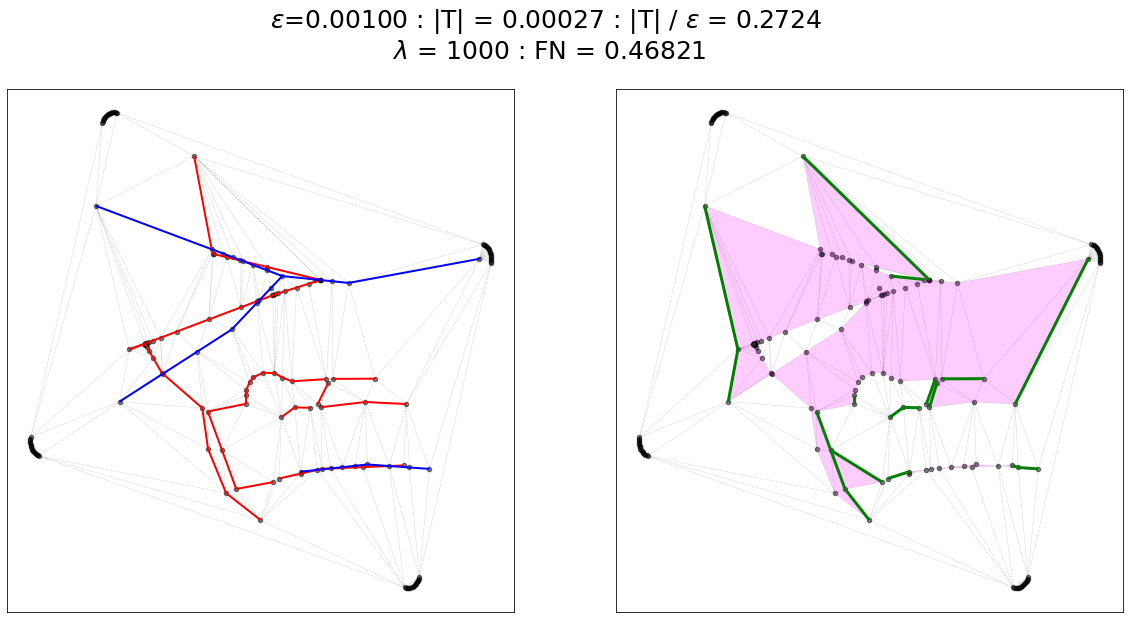 ε=0.00100 : |T| = 0.00027 : |T| / ε = 0.2724
λ = 1000 : FN = 0.46821